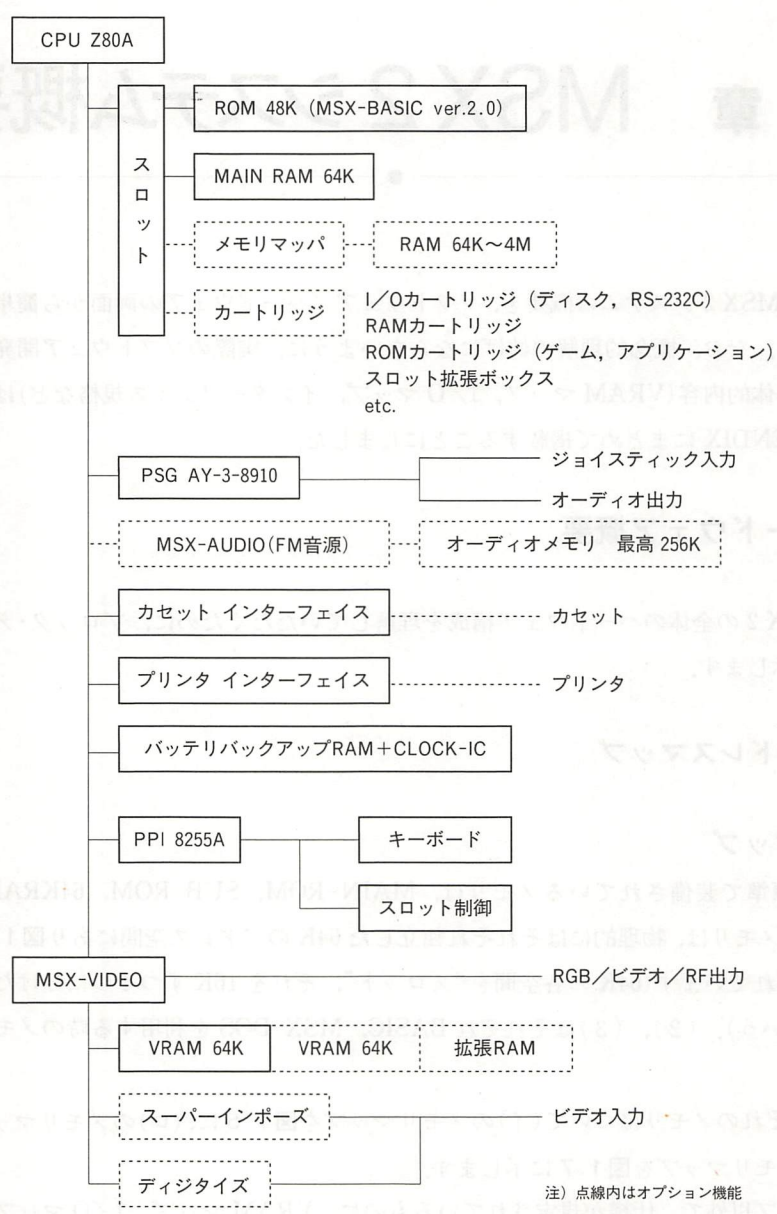 CPU Z80A
ROM 48K (MSX-BASIC ver.2.0)
スロット
MAIN RAM 64K
メモリマッパ
RAM 64K〜4M
カートリッジ
I/Oカートリッジ (ディスク, RS-232C)
RAMカートリッジ
ROMカートリッジ (ゲーム, アプリケーション)
スロット拡張ボックス
etc.
PSG AY-3-8910
ジョイスティック入力
オーディオ出力
MSX-AUDIO(FM音源)
オーディオメモリ 最高 256K
カセット インターフェイス
カセット
プリンタ インターフェイス
プリンタ
バッテリバックアップRAM+CLOCK-IC
PPI 8255A
キーボード
スロット制御
MSX-VIDEO
RGB/ビデオ/RF出力
VRAM 64K
VRAM 64K
拡張RAM
スーパーインポーズ
ビデオ入力
ディジタイズ
注) 点線内はオプション機能